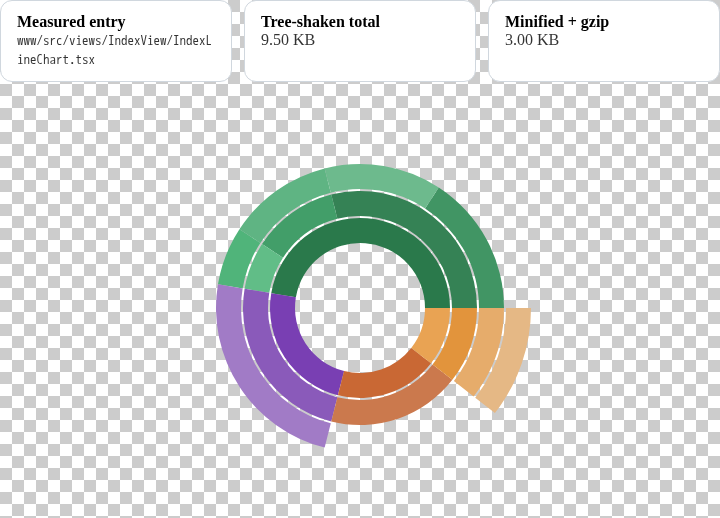 Measured entry
www/src/views/IndexView/IndexL
ineChart.tsx
Tree-shaken total
9.50 KB
Minified + gzip
3.00 KB